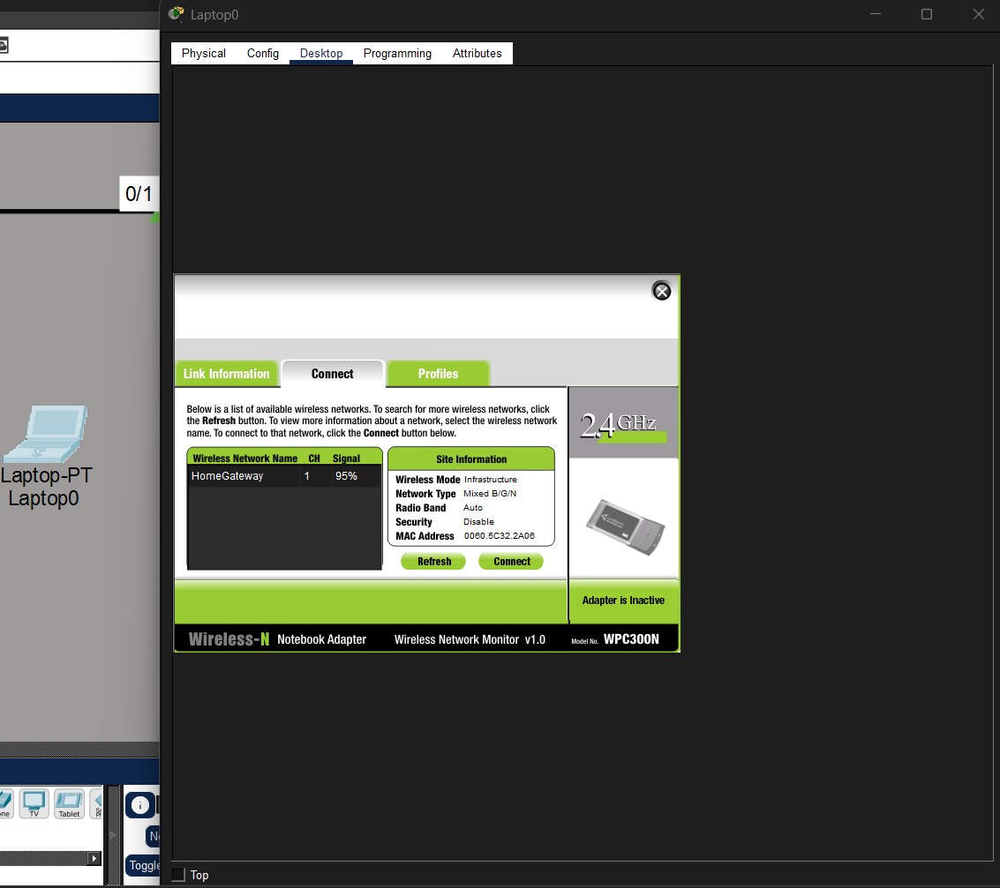 Laptop0
Physical Config Desktop Programming Attributes
0/1
Link Information Connect Profiles
Below is a list of available wireless networks. To search for more wireless networks, click
the Refresh button. To view more information about a network, select the wireless network
name. To connect to that network, click the Connect button below.
2.4GHz
Wireless Network Name CH Signal
HomeGateway 1 95%
Site Information
Wireless Mode Infrastructure
Network Type Mixed B/G/N
Radio Band Auto
Security Disable
MAC Address 0060.5C32.2A06
Refresh Connect
Adapter is Inactive
Wireless-N Notebook Adapter Wireless Network Monitor v1.0 Model No. WPC300N
Laptop-PT
Laptop0
TV
Tablet
Toggle
Top